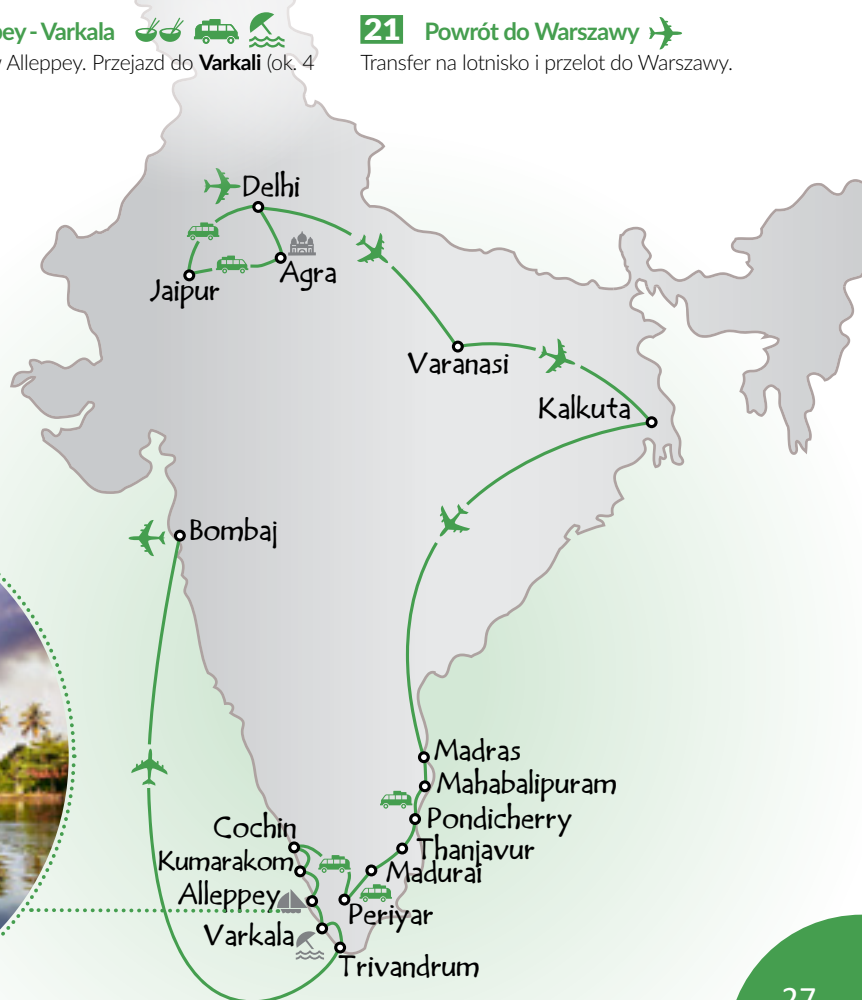 pey - Varkala
Alleppey. Przejazd do Varkali (ok. 4
21 Powrót do Warszawy
Transfer na lotnisko i przelot do Warszawy.
Delhi
Agra
Jaipur
Varanasi
Kalkuta
Bombaj
Madras
Mahabalipuram
Pondicherry
Cochin
Thanjavur
Kumarakom
Madurai
Alleppey
Periyar
Varkala
Trivandrum
27